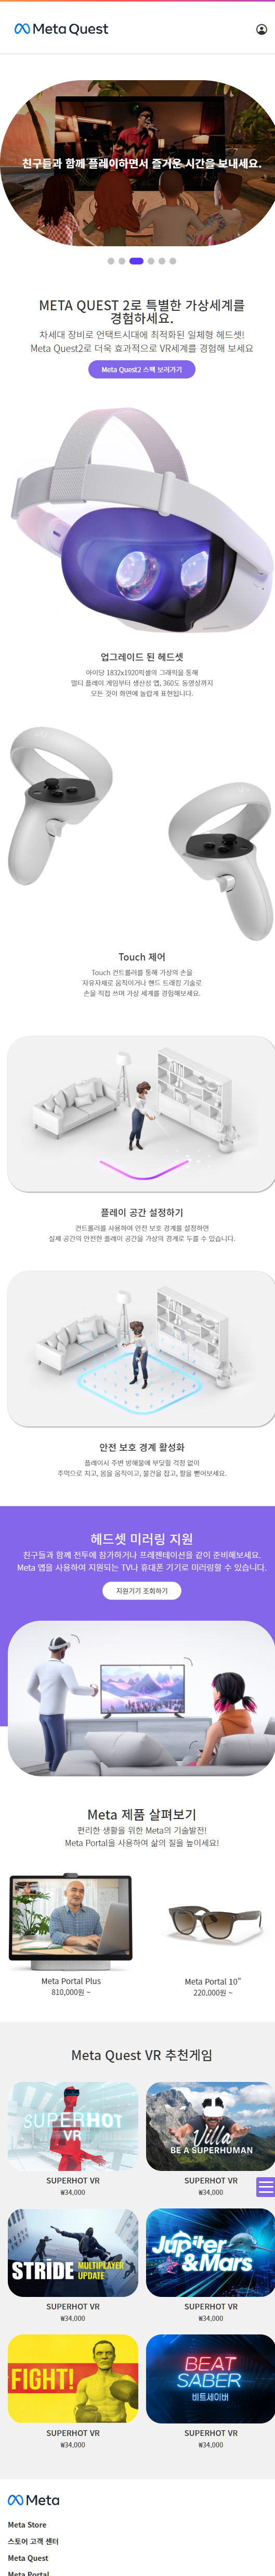 Meta Quest
친구들과 함께 플레이하면서 즐거운 시간을 보내세요.
META QUEST 2로 특별한 가상세계를
경험하세요.
차세대 장비로 언택트시대에 최적화된 일체형 헤드셋!
Meta Quest2로 더욱 효과적으로 VR세계를 경험해 보세요
Meta Quest2 스펙 보러가기
업그레이드 된 헤드셋
아이당 1832x1920픽셀의 그래픽을 통해
멀티 플레이 게임부터 생산성 앱, 360도 동영상까지
모든 것이 화면에 놀랍게 표현됩니다.
Touch 제어
Touch 컨트롤러를 통해 가상의 손을
자유자재로 움직이거나 핸드 트래킹 기술로
손을 직접 쓰며 가상 세계를 경험해보세요.
플레이 공간 설정하기
컨트롤러를 사용하여 안전 보호 경계를 설정하면
실제 공간의 안전한 플레이 공간을 가상의 경계로 두를 수 있습니다.
안전 보호 경계 활성화
플레이시 주변 방해물에 부딪힐 걱정 없이
주먹으로 치고, 몸을 움직이고, 물건을 잡고, 팔을 뻗어보세요.
헤드셋 미러링 지원
친구들과 함께 전투에 참가하거나 프레젠테이션을 같이 준비해보세요.
Meta 앱을 사용하여 지원되는 TV나 휴대폰 기기로 미러링할 수 있습니다.
지원기기 조회하기
Meta 제품 살펴보기
편리한 생활을 위한 Meta의 기술발전!
Meta Portal을 사용하여 삶의 질을 높이세요!
Meta Portal Plus
810,000원 ~
Meta Portal 10"
220,000원 ~
Meta Quest VR 추천게임
SUPERHOT
VR
Villa
BE A SUPERHUMAN
SUPERHOT VR
₩34,000
SUPERHOT VR
₩34,000
STRIDE MULTIPLAYER
UPDATE
Jupiter
&Mars
SUPERHOT VR
₩34,000
SUPERHOT VR
₩34,000
FIGHT!
BEAT
SABER
비트세이버
SUPERHOT VR
₩34,000
SUPERHOT VR
₩34,000
Meta
Meta Store
스토어 고객 센터
Meta Quest
Meta Portal